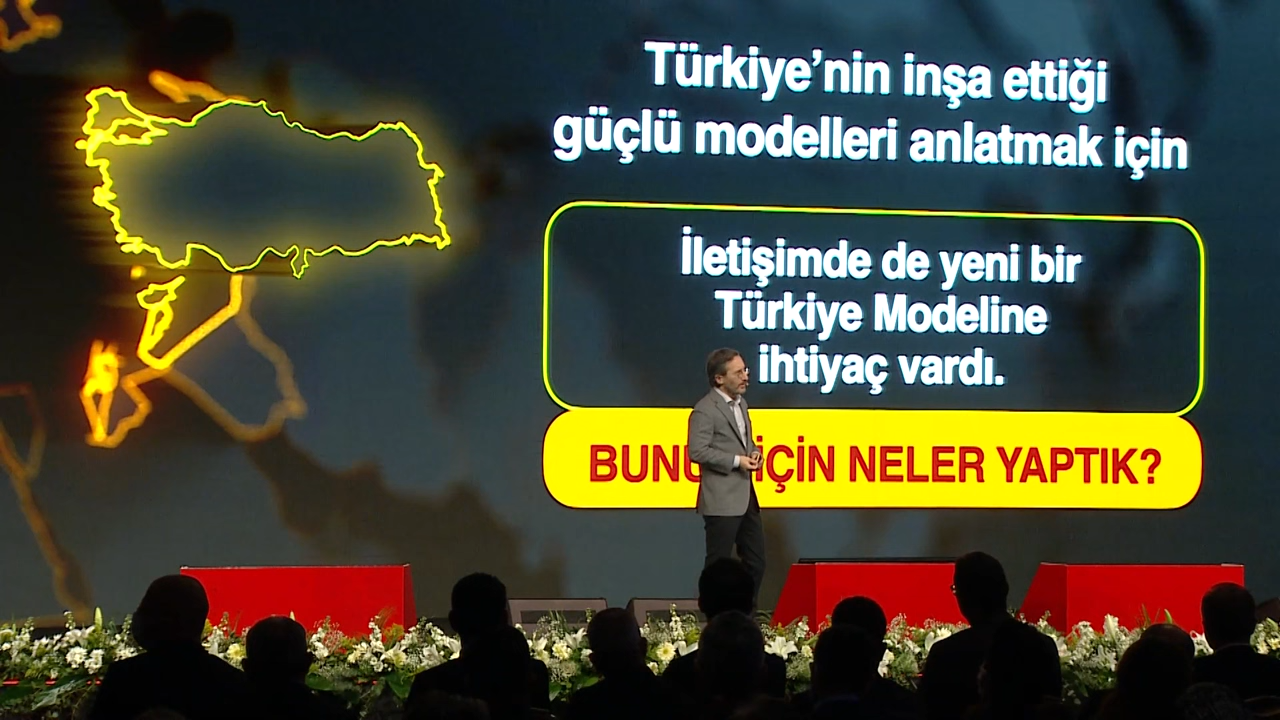 Türkiye'nin inşa ettiği
güçlü modelleri anlatmak için
İletişimde de yeni bir
Türkiye Modeline
ihtiyaç vardı.
İÇİN NELER YAPTIK?